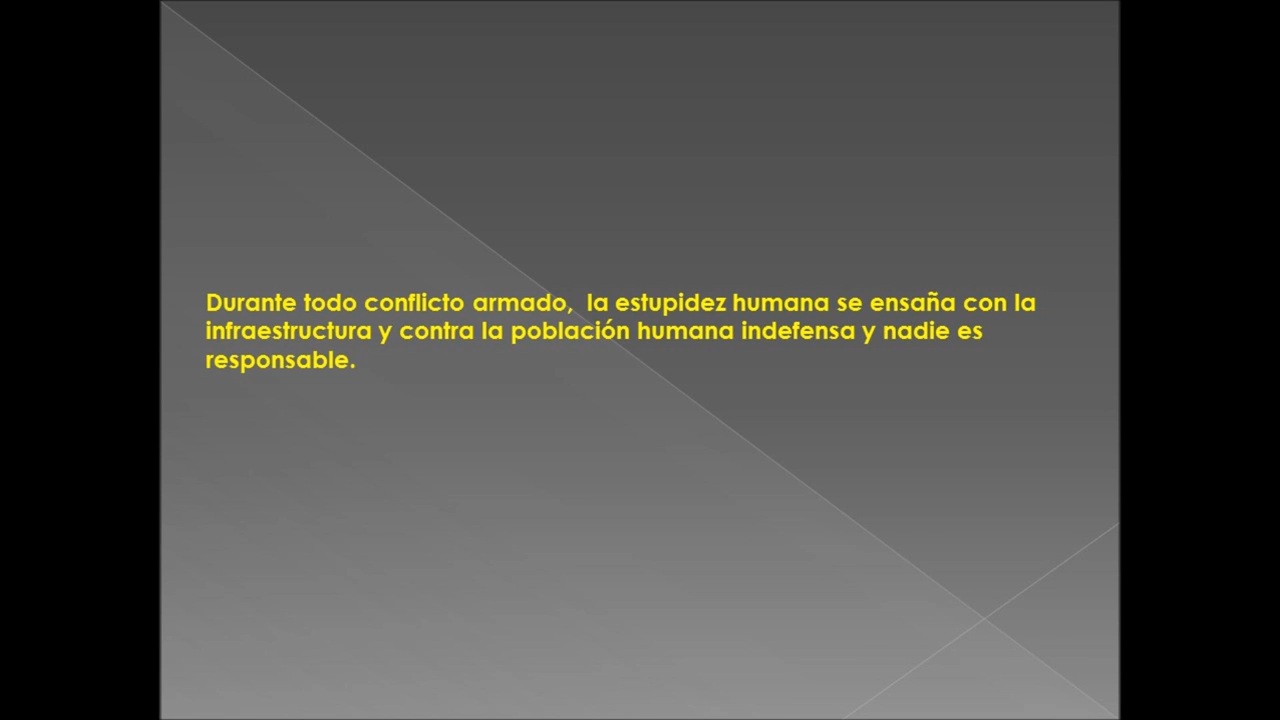 Durante todo conflicto armado,  la estupidez humana se ensaña con la
infraestructura y contra la población humana indefensa y nadie es
responsable.